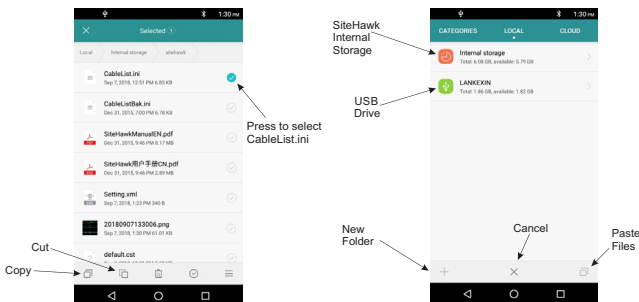 1:30 PM
Selected 1
Local Internal storage sitehawk
CableList.ini
Sep 7, 2018, 12:51 PM 6.85 KB
CableListBak.ini
Dec 31, 2015, 7:00 PM 6.78 KB
SiteHawkManualEN.pdf
Dec 31, 2015, 9:46 PM 8.17 MB
SiteHawk用户手册CN.pdf
Dec 31, 2015, 9:46 PM 2.89 MB
Setting.xml
Sep 7, 2018, 1:23 PM 340 B
20180907133006.png
Sep 7, 2018, 1:30 PM 61.01 KB
default.cst
Press to select
CableList.ini
Cut
Copy
1:30 PM
CATEGORIES LOCAL CLOUD
Internal storage
Total: 6.08 GB, available: 5.79 GB
LANKEXIN
Total: 1.86 GB, available: 1.82 GB
SiteHawk
Internal
Storage
USB
Drive
New
Folder
Cancel
Paste
Files